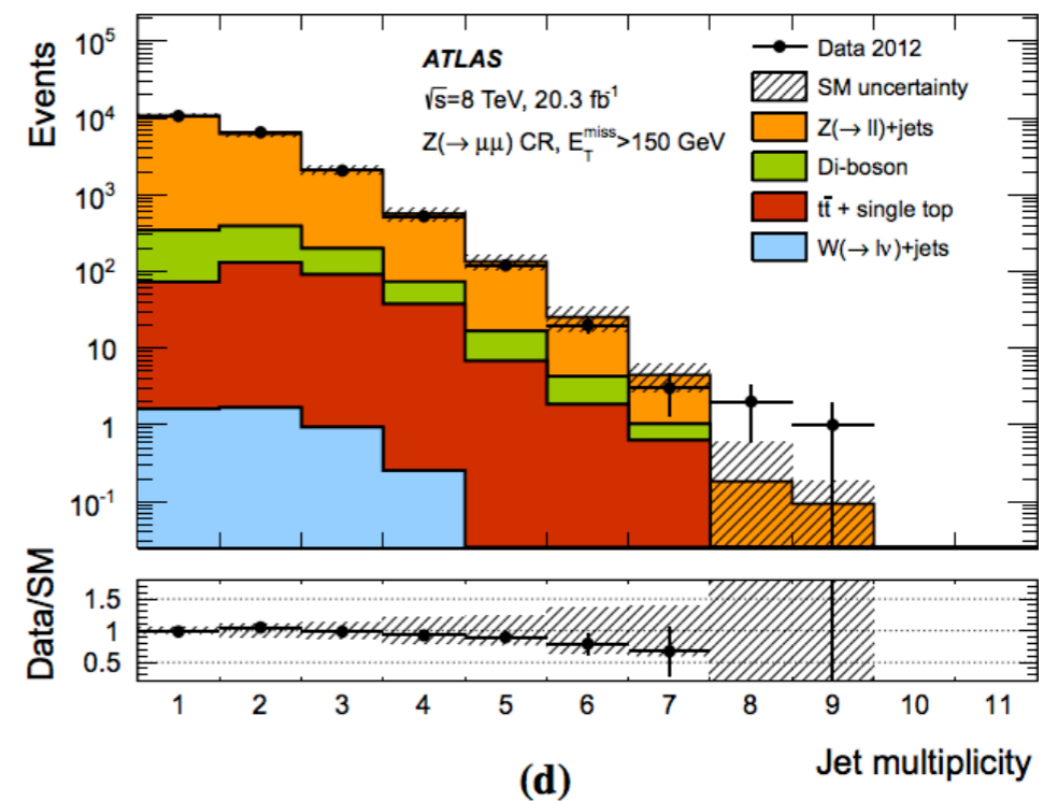 Events
10⁵
10⁴
10³
10²
10
1
10⁻¹
ATLAS
√s=8 TeV, 20.3 fb⁻¹
Z(→ μμ) CR, E_T^miss>150 GeV
Data 2012
SM uncertainty
Z(→ ll)+jets
Di-boson
tt̄ + single top
W(→ lν)+jets
Data/SM
1.5
1
0.5
1 2 3 4 5 6 7 8 9 10 11
Jet multiplicity
(d)